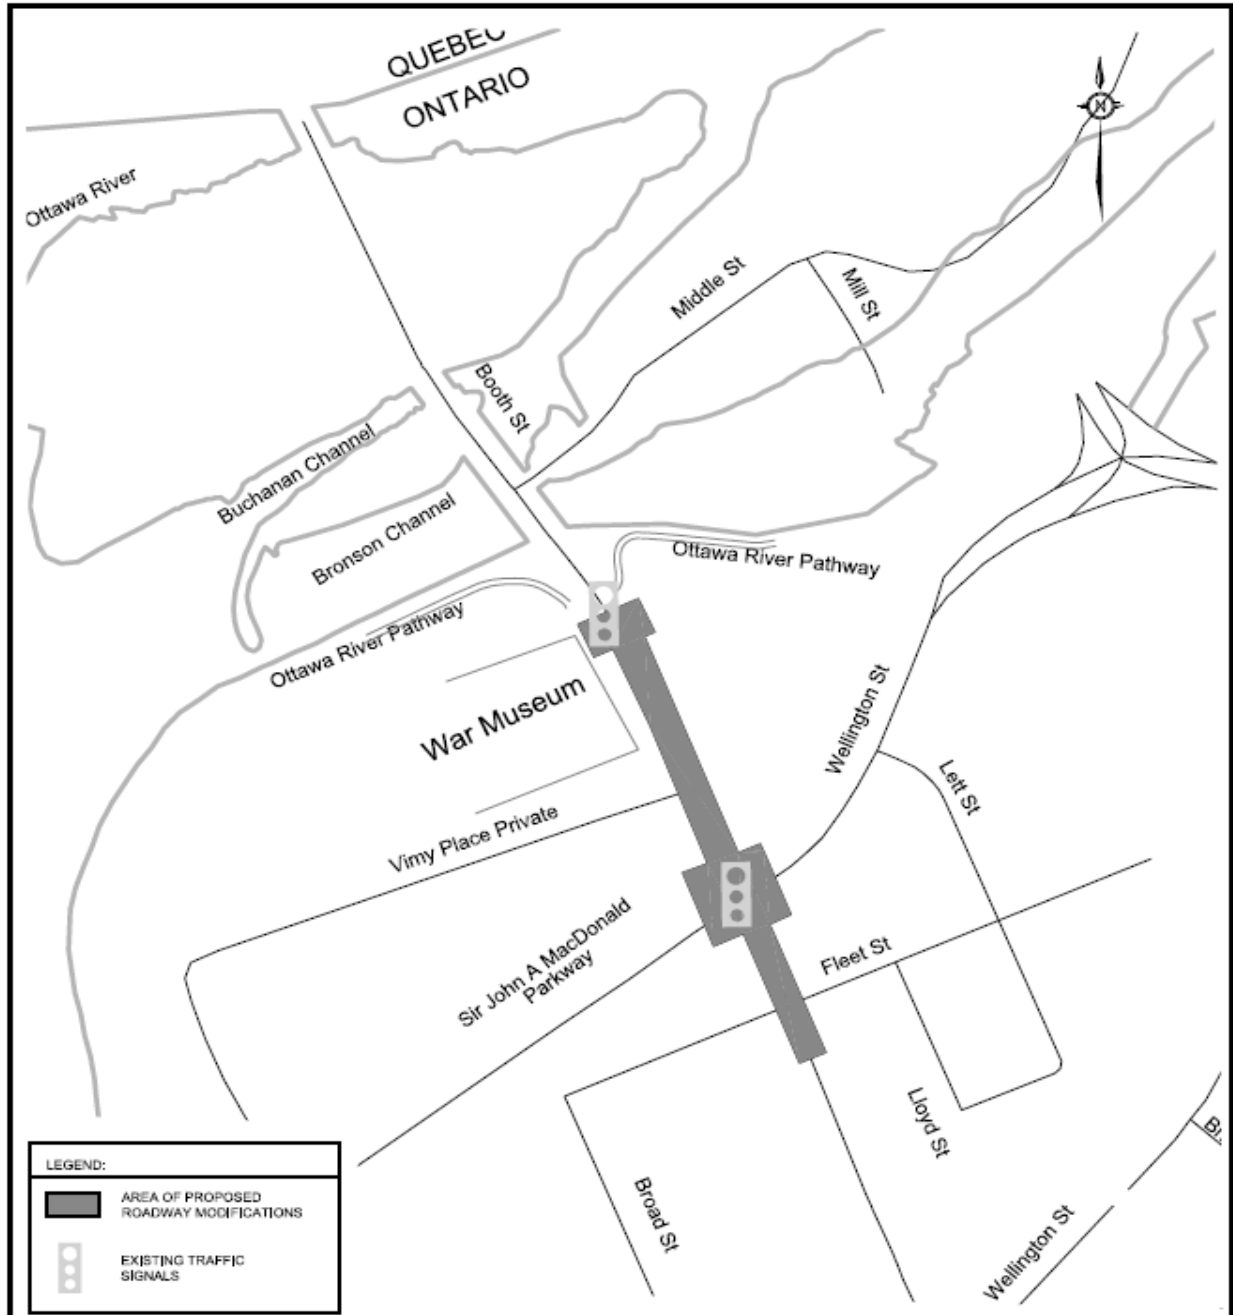 QUEBEC
ONTARIO
N
Ottawa River
Middle St
Mill St
Booth St
Buchanan Channel
Bronson Channel
Ottawa River Pathway
Ottawa River Pathway
War Museum
Wellington St
Lett St
Vimy Place Private
Sir John A MacDonald
Parkway
Fleet St
Lloyd St
Broad St
Wellington St
LEGEND:
AREA OF PROPOSED
ROADWAY MODIFICATIONS
EXISTING TRAFFIC
SIGNALS